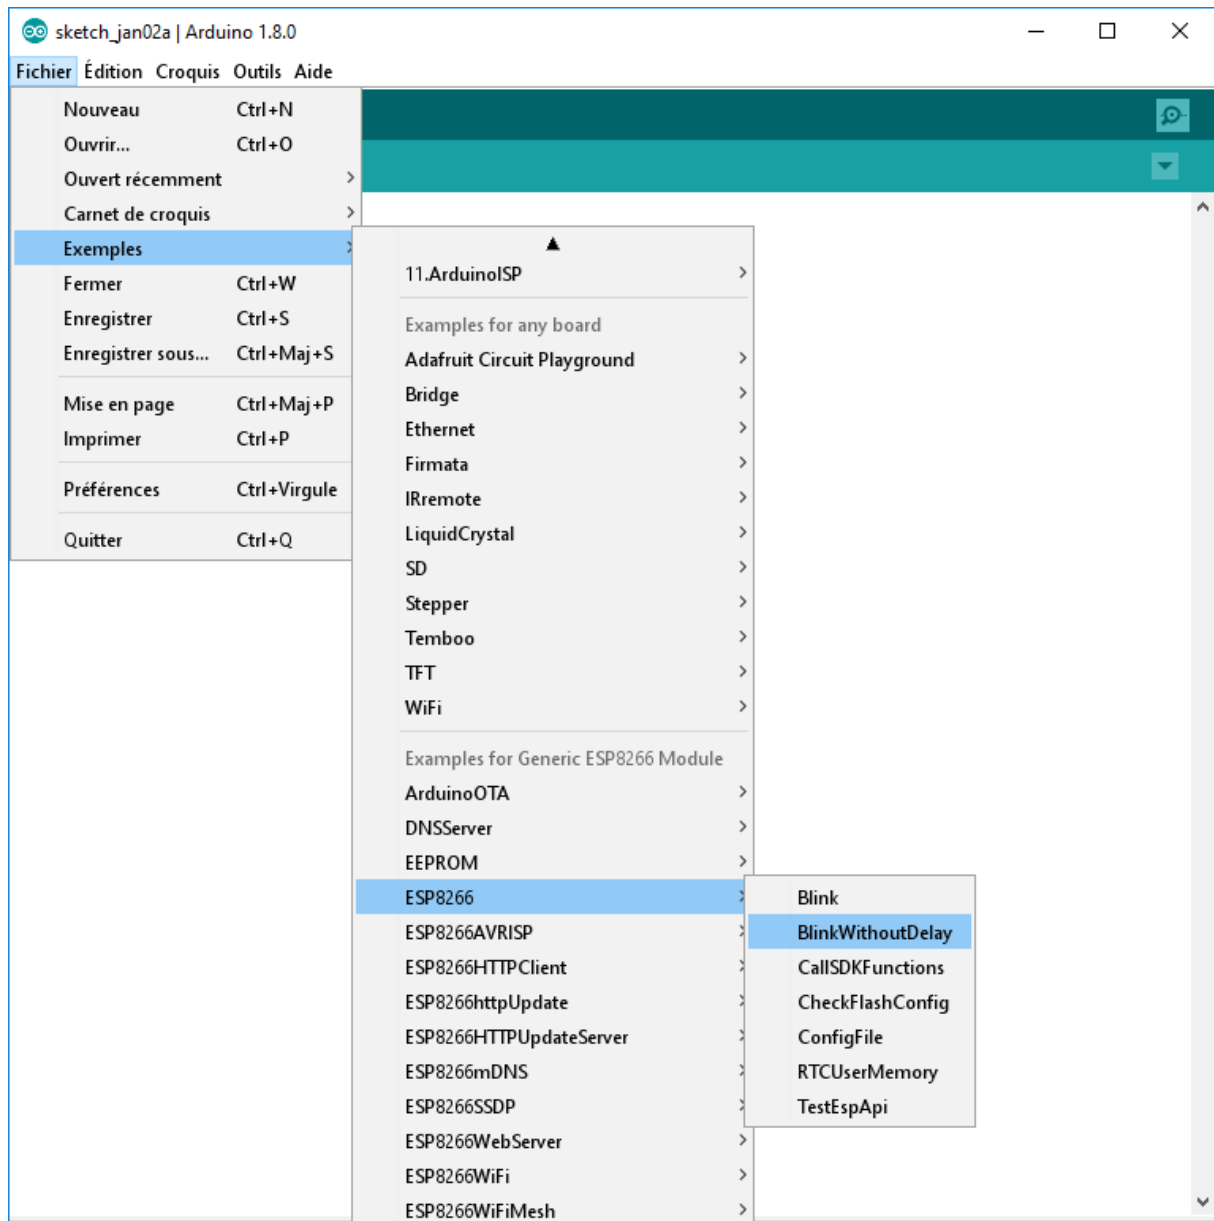 sketch_jan02a | Arduino 1.8.0
Fichier Édition Croquis Outils Aide
Nouveau Ctrl+N
Ouvrir... Ctrl+O
Ouvert récemment
Carnet de croquis
Exemples
Fermer Ctrl+W
Enregistrer Ctrl+S
Enregistrer sous... Ctrl+Maj+S
Mise en page Ctrl+Maj+P
Imprimer Ctrl+P
Préférences Ctrl+Virgule
Quitter Ctrl+Q
11.ArduinoISP
Examples for any board
Adafruit Circuit Playground
Bridge
Ethernet
Firmata
IRremote
LiquidCrystal
SD
Stepper
Temboo
TFT
WiFi
Examples for Generic ESP8266 Module
ArduinoOTA
DNSServer
EEPROM
ESP8266
ESP8266AVRISP
ESP8266HTTPClient
ESP8266httpUpdate
ESP8266HTTPUpdateServer
ESP8266mDNS
ESP8266SSDP
ESP8266WebServer
ESP8266WiFi
ESP8266WiFiMesh
Blink
BlinkWithoutDelay
CallSDKFunctions
CheckFlashConfig
ConfigFile
RTCUserMemory
TestEspApi